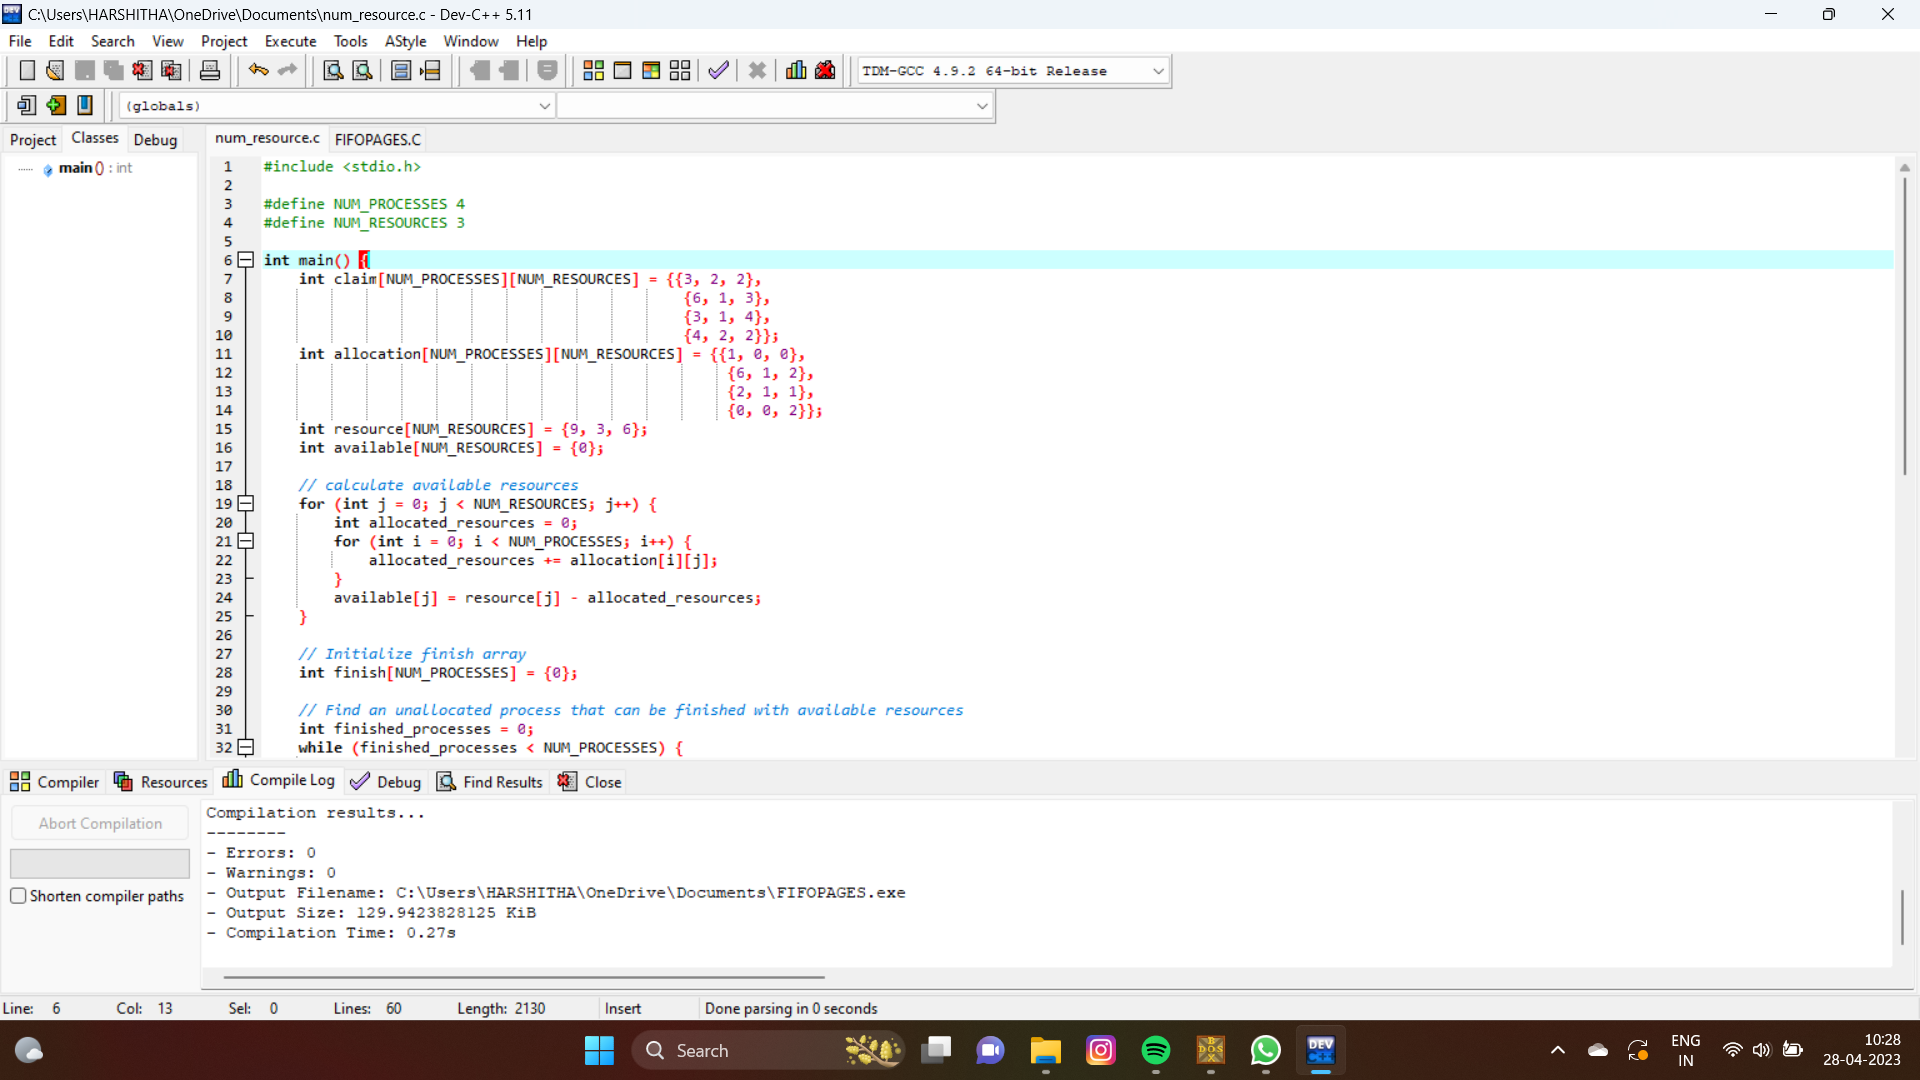 C:\Users\HARSHITHA\OneDrive\Documents\num_resource.c - Dev-C++ 5.11
File Edit Search View Project Execute Tools AStyle Window Help
TDM-GCC 4.9.2 64-bit Release
(globals)
Project Classes Debug num_resource.c FIFOPAGES.C
main () : int
1 #include <stdio.h>
2
3 #define NUM_PROCESSES 4
4 #define NUM_RESOURCES 3
5
6 int main() {
7 int claim[NUM_PROCESSES][NUM_RESOURCES] = {{3, 2, 2},
8 {6, 1, 3},
9 {3, 1, 4},
10 {4, 2, 2}};
11 int allocation[NUM_PROCESSES][NUM_RESOURCES] = {{1, 0, 0},
12 {6, 1, 2},
13 {2, 1, 1},
14 {0, 0, 2}};
15 int resource[NUM_RESOURCES] = {9, 3, 6};
16 int available[NUM_RESOURCES] = {0};
17
18 // calculate available resources
19 for (int j = 0; j < NUM_RESOURCES; j++) {
20 int allocated_resources = 0;
21 for (int i = 0; i < NUM_PROCESSES; i++) {
22 allocated_resources += allocation[i][j];
23 }
24 available[j] = resource[j] - allocated_resources;
25 }
26
27 // Initialize finish array
28 int finish[NUM_PROCESSES] = {0};
29
30 // Find an unallocated process that can be finished with available resources
31 int finished_processes = 0;
32 while (finished_processes < NUM_PROCESSES) {
Compiler Resources Compile Log Debug Find Results Close
Abort Compilation
Shorten compiler paths
Compilation results...
--------
- Errors: 0
- Warnings: 0
- Output Filename: C:\Users\HARSHITHA\OneDrive\Documents\FIFOPAGES.exe
- Output Size: 129.9423828125 KiB
- Compilation Time: 0.27s
Line: 6 Col: 13 Sel: 0 Lines: 60 Length: 2130 Insert Done parsing in 0 seconds
Search
DOS BOX
DEV C++
ENG
IN
10:28
28-04-2023